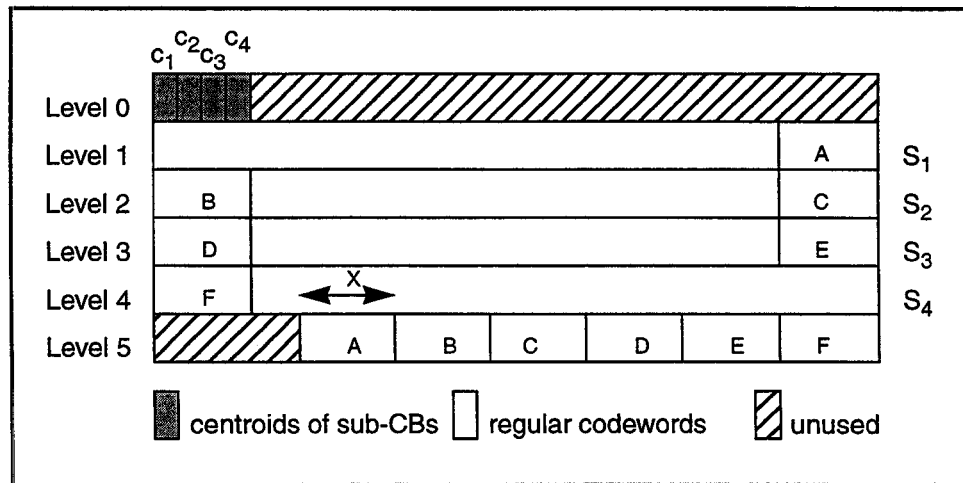 c1 c2 c3 c4
Level 0
Level 1 A S1
Level 2 B C S2
Level 3 D E S3
Level 4 F X S4
Level 5 A B C D E F
centroids of sub-CBs regular codewords unused